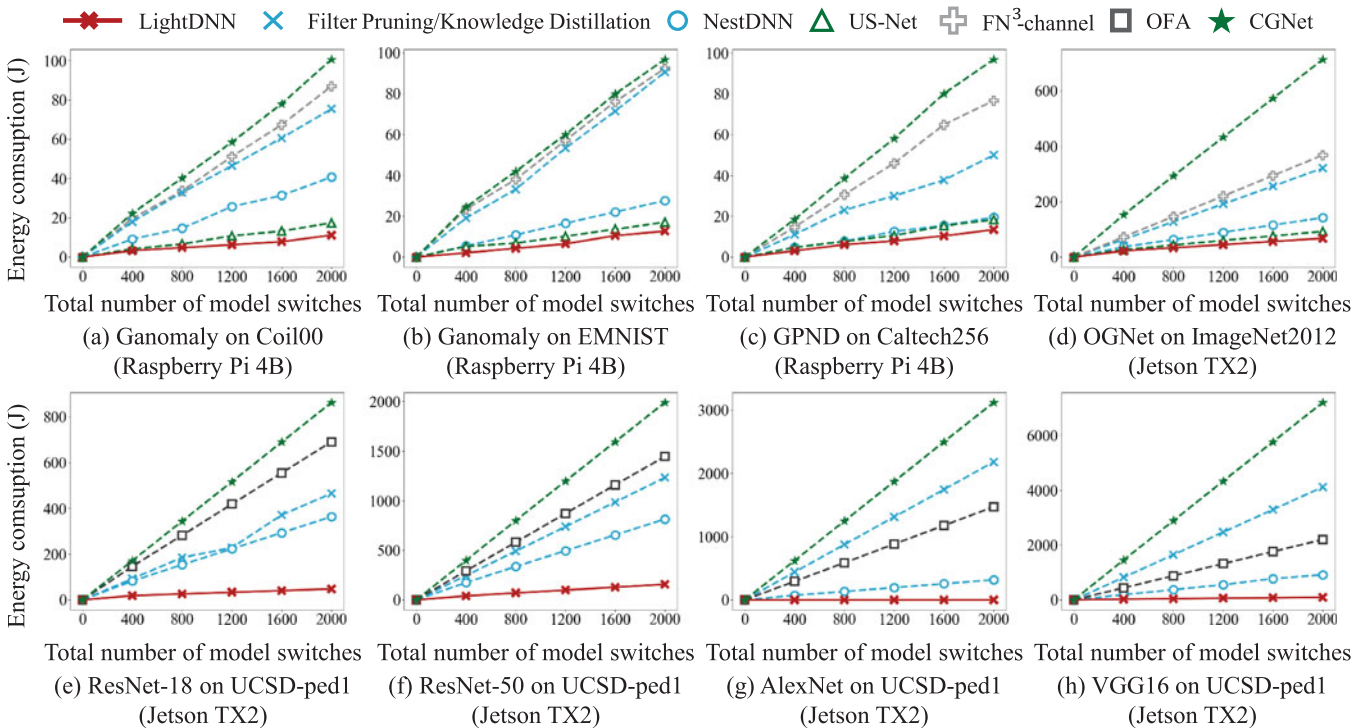 LightDNN Filter Pruning/Knowledge Distillation NestDNN US-Net FN³-channel OFA CGNet
Energy comsuption (J)
100
80
60
40
20
0
0 400 800 1200 1600 2000
100
80
60
40
20
0
0 400 800 1200 1600 2000
100
80
60
40
20
0
0 400 800 1200 1600 2000
600
400
200
0
0 400 800 1200 1600 2000
Total number of model switches
Total number of model switches
Total number of model switches
Total number of model switches
(a) Ganomaly on Coil00
(Raspberry Pi 4B)
(b) Ganomaly on EMNIST
(Raspberry Pi 4B)
(c) GPND on Caltech256
(Raspberry Pi 4B)
(d) OGNet on ImageNet2012
(Jetson TX2)
Energy comsuption (J)
800
600
400
200
0
0 400 800 1200 1600 2000
2000
1500
1000
500
0
0 400 800 1200 1600 2000
3000
2000
1000
0
0 400 800 1200 1600 2000
6000
4000
2000
0
0 400 800 1200 1600 2000
Total number of model switches
Total number of model switches
Total number of model switches
Total number of model switches
(e) ResNet-18 on UCSD-ped1
(Jetson TX2)
(f) ResNet-50 on UCSD-ped1
(Jetson TX2)
(g) AlexNet on UCSD-ped1
(Jetson TX2)
(h) VGG16 on UCSD-ped1
(Jetson TX2)